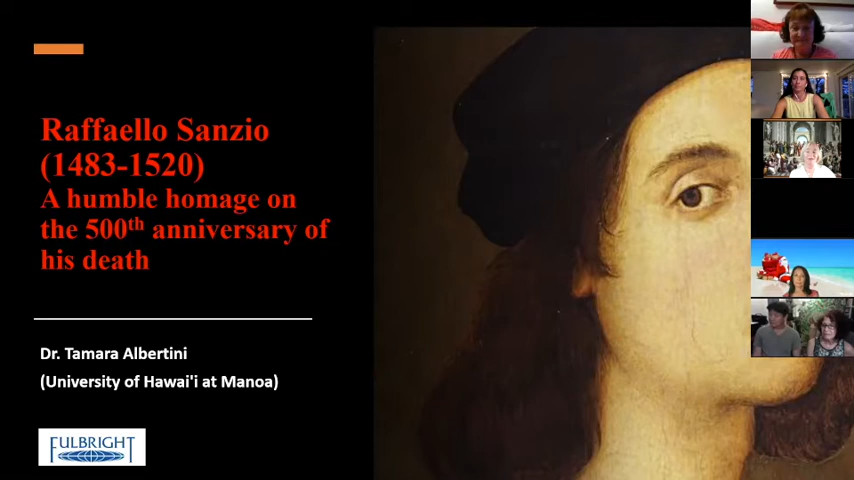 Raffaello Sanzio
(1483-1520)
A humble homage on
the 500th anniversary of
his death
Dr. Tamara Albertini
(University of Hawai'i at Manoa)
FULBRIGHT